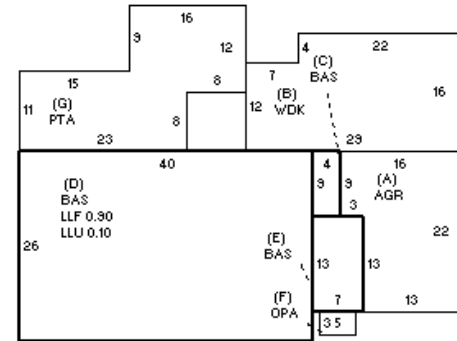 16
9
12
4
22
(C)
BAS
15
8
7
(B)
WDK
16
11
(G)
PTA
12
8
23
29
40
4
16
(D)
BAS
LLF 0.90
LLU 0.10
9
9
(A)
AGR
3
26
22
(E)
BAS
13
13
(F)
OPA
7
13
3 5